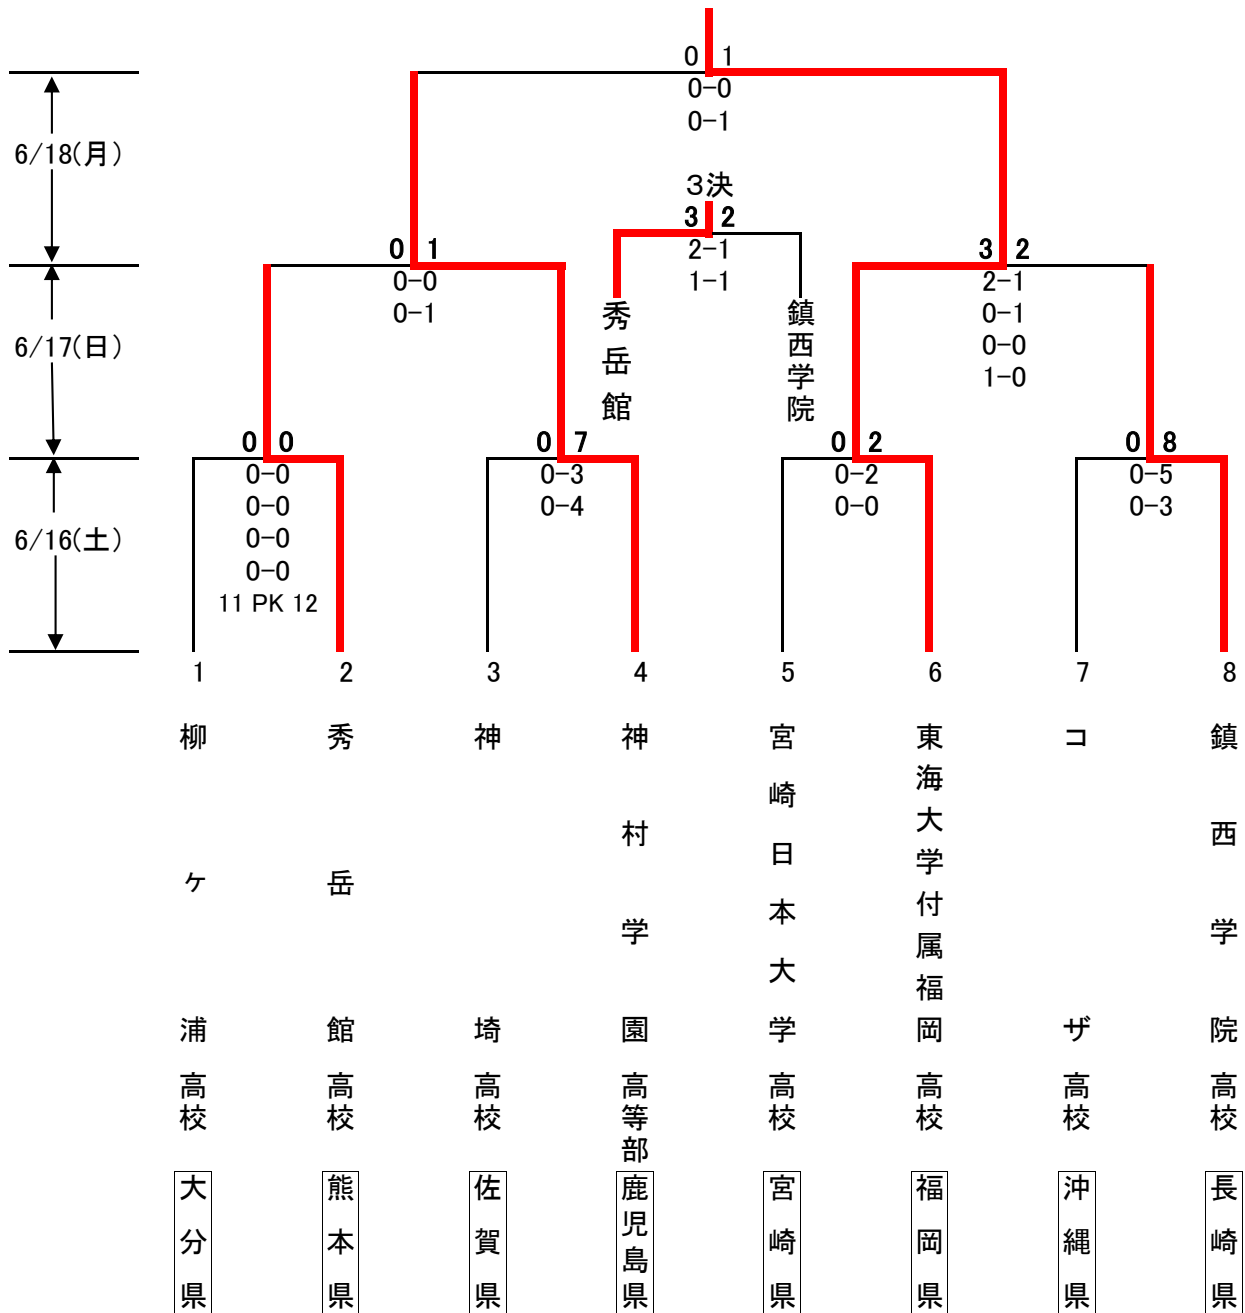 0 1
0-0
0-1
6/18(月)
3決
3 2
2-1
1-1
秀岳館
鎮西学院
0 1
0-0
0-1
3 2
2-1
0-1
0-0
1-0
6/17(日)
0 0
0-0
0-0
0-0
0-0
11 PK 12
0 7
0-3
0-4
0 2
0-2
0-0
0 8
0-5
0-3
6/16(土)
1 2 3 4 5 6 7 8
柳ヶ浦高校
秀岳館高校
神埼高校
神村学園高等部
宮崎日本大学高校
東海大学付属福岡高校
コザ高校
鎮西学院高校
大分県
熊本県
佐賀県
鹿児島県
宮崎県
福岡県
沖縄県
長崎県